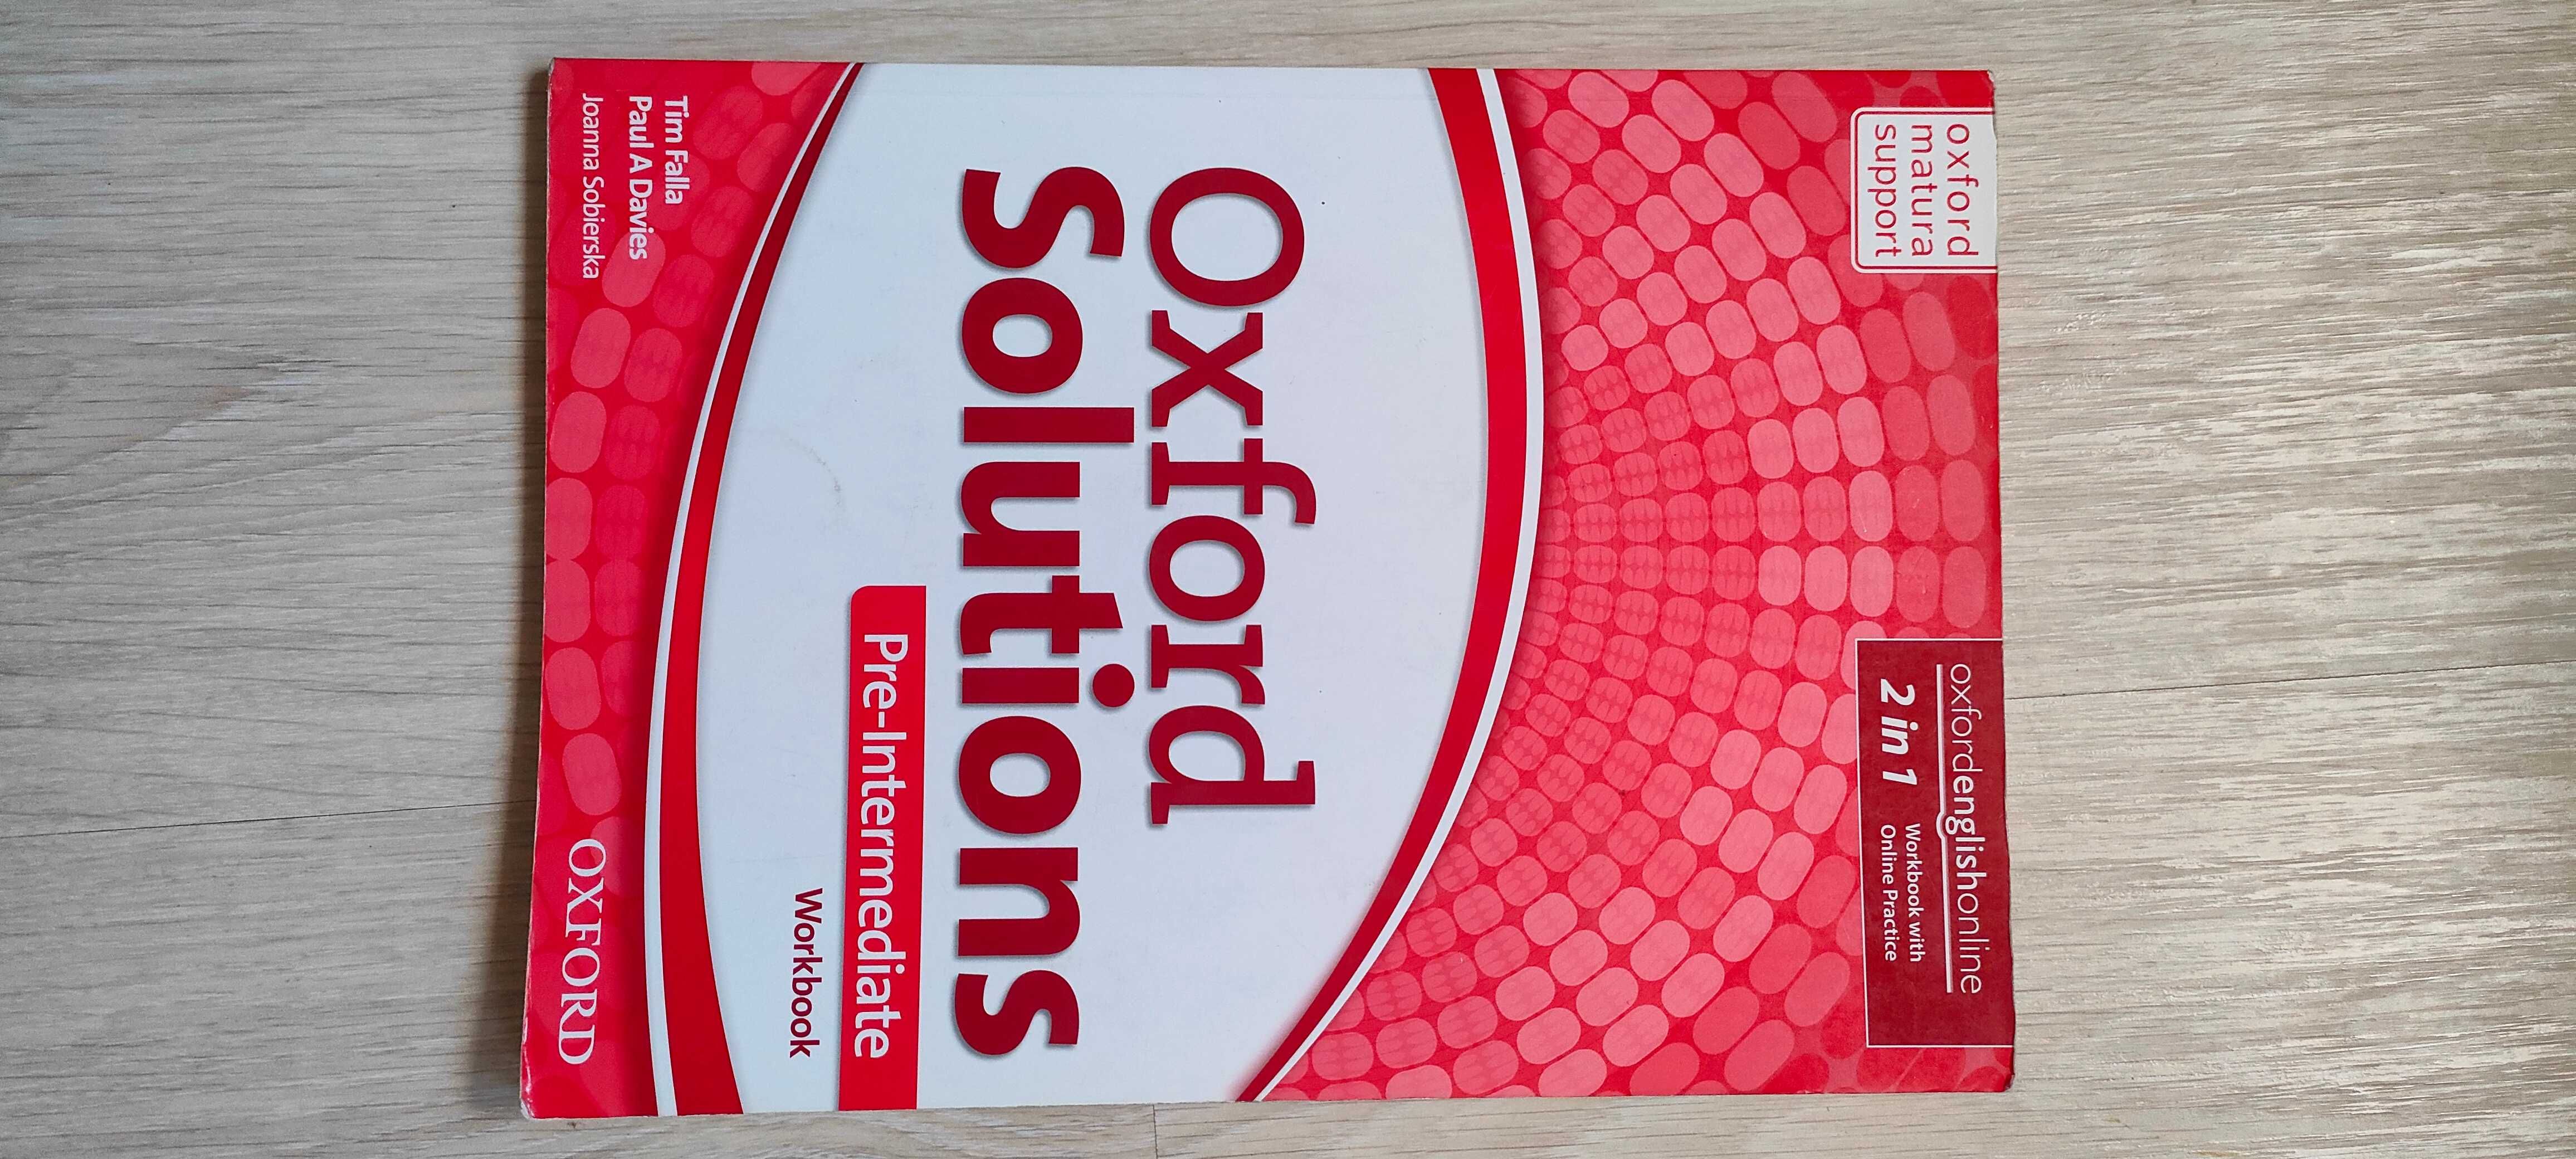 oxford
matura
support
oxfordenglishonline
2 in 1
Workbook with
Online Practice
Oxford
Solutions
Pre-Intermediate
Workbook
Tim Falla
Paul A Davies
Joanna Sobierska
OXFORD